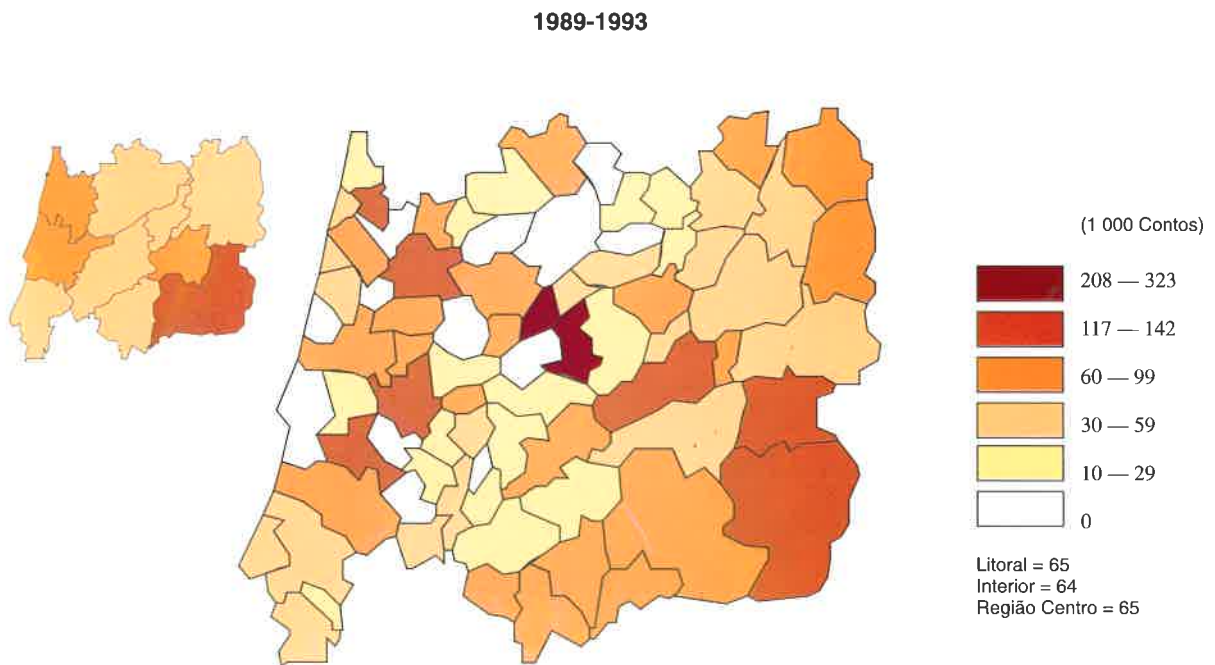 1989-1993
(1 000 Contos)
208 — 323
117 — 142
60 — 99
30 — 59
10 — 29
0
Litoral = 65
Interior = 64
Região Centro = 65